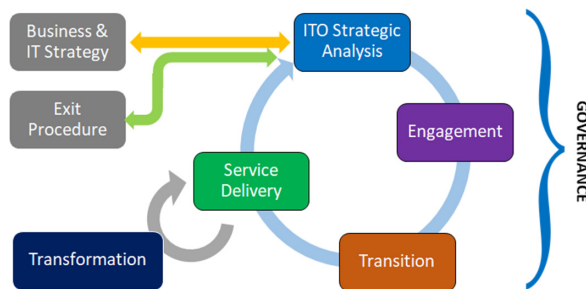 Business &
IT Strategy
ITO Strategic
Analysis
Exit
Procedure
Engagement
GOVERNANCE
Service
Delivery
Transformation
Transition